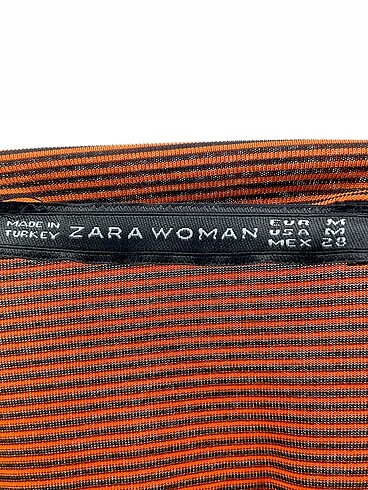 MADE IN
TURKEY
ZARA WOMAN
EUR M
USA M
MEX 28